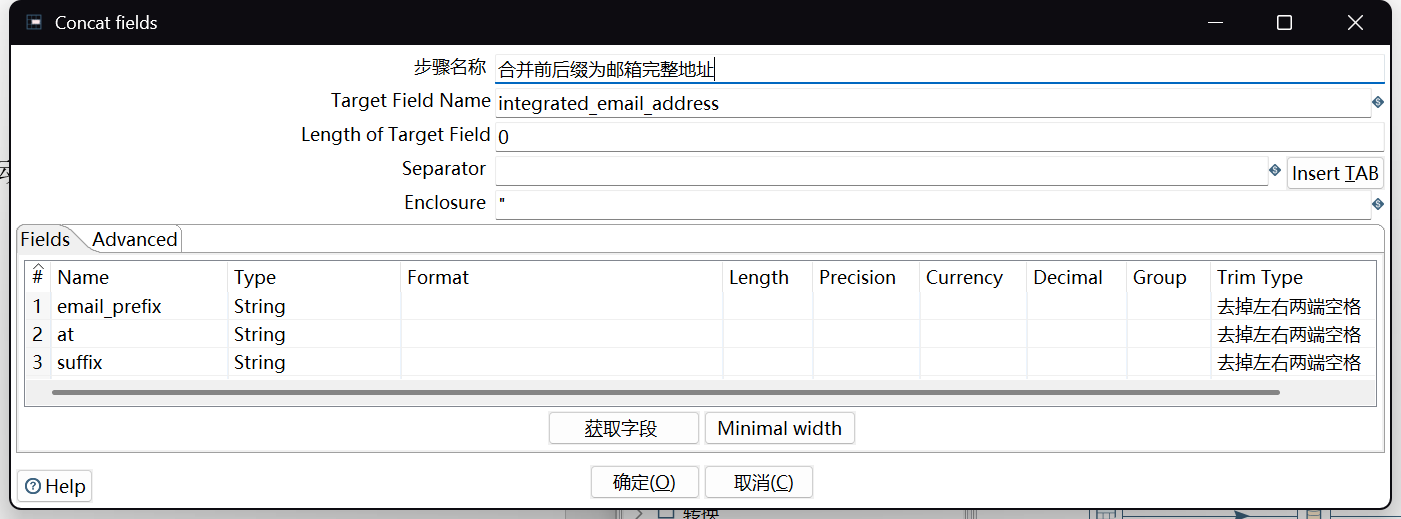 Concat fields
步骤名称 合并前后缀为邮箱完整地址
Target Field Name integrated_email_address
Length of Target Field 0
Separator Insert TAB
Enclosure "
Fields Advanced
# Name Type Format Length Precision Currency Decimal Group Trim Type
1 email_prefix String 去掉左右两端空格
2 at String 去掉左右两端空格
3 suffix String 去掉左右两端空格
获取字段 Minimal width
Help 确定(O) 取消(C)
转换